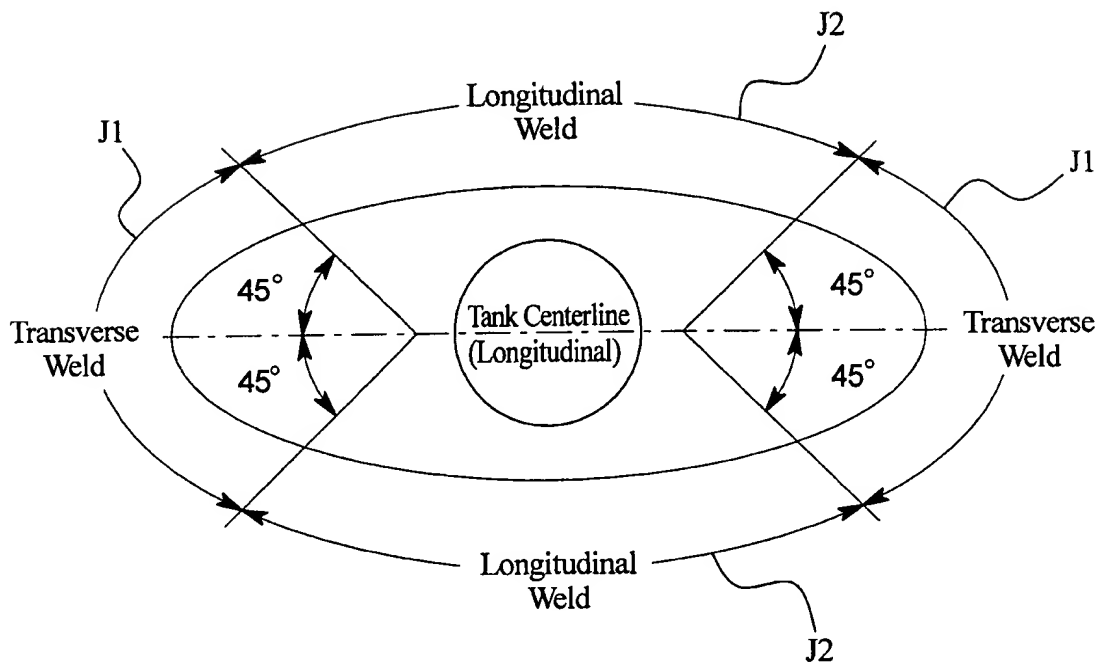 J2
Longitudinal
Weld
J1
J1
45°
45°
Transverse
Weld
Tank Centerline
(Longitudinal)
Transverse
Weld
45°
45°
Longitudinal
Weld
J2